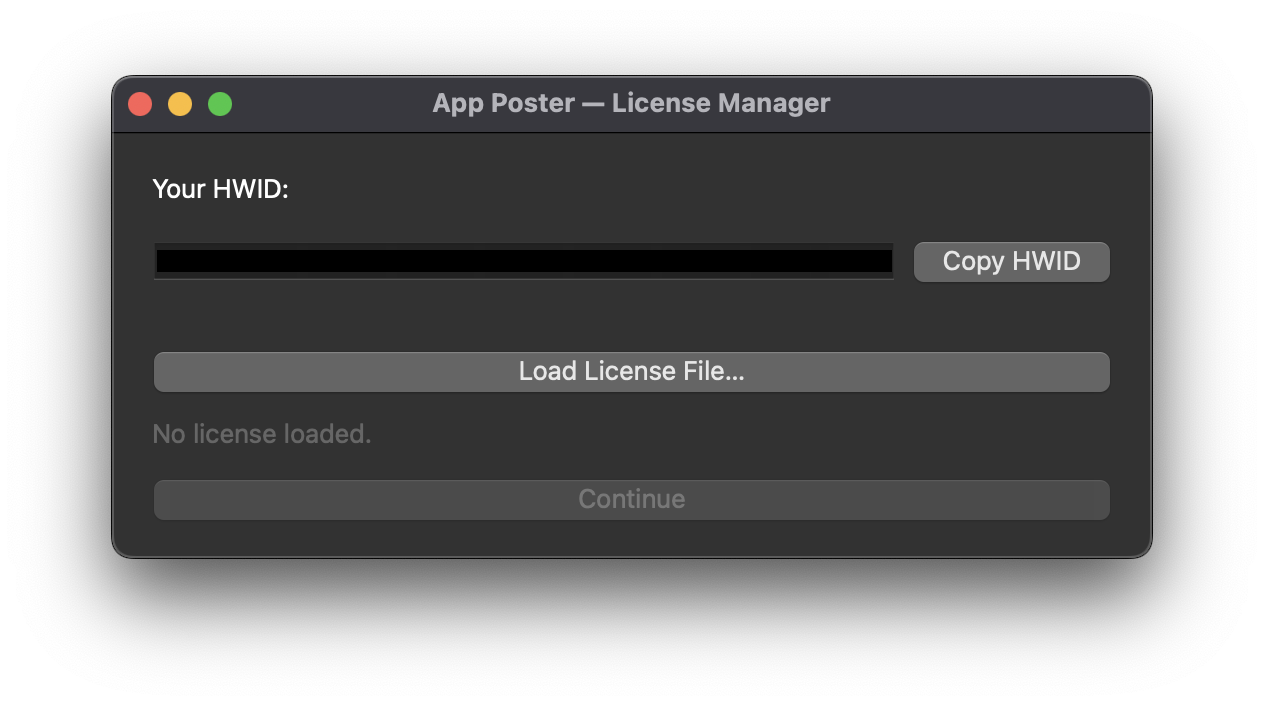 App Poster — License Manager
Your HWID:
Copy HWID
Load License File...
No license loaded.
Continue